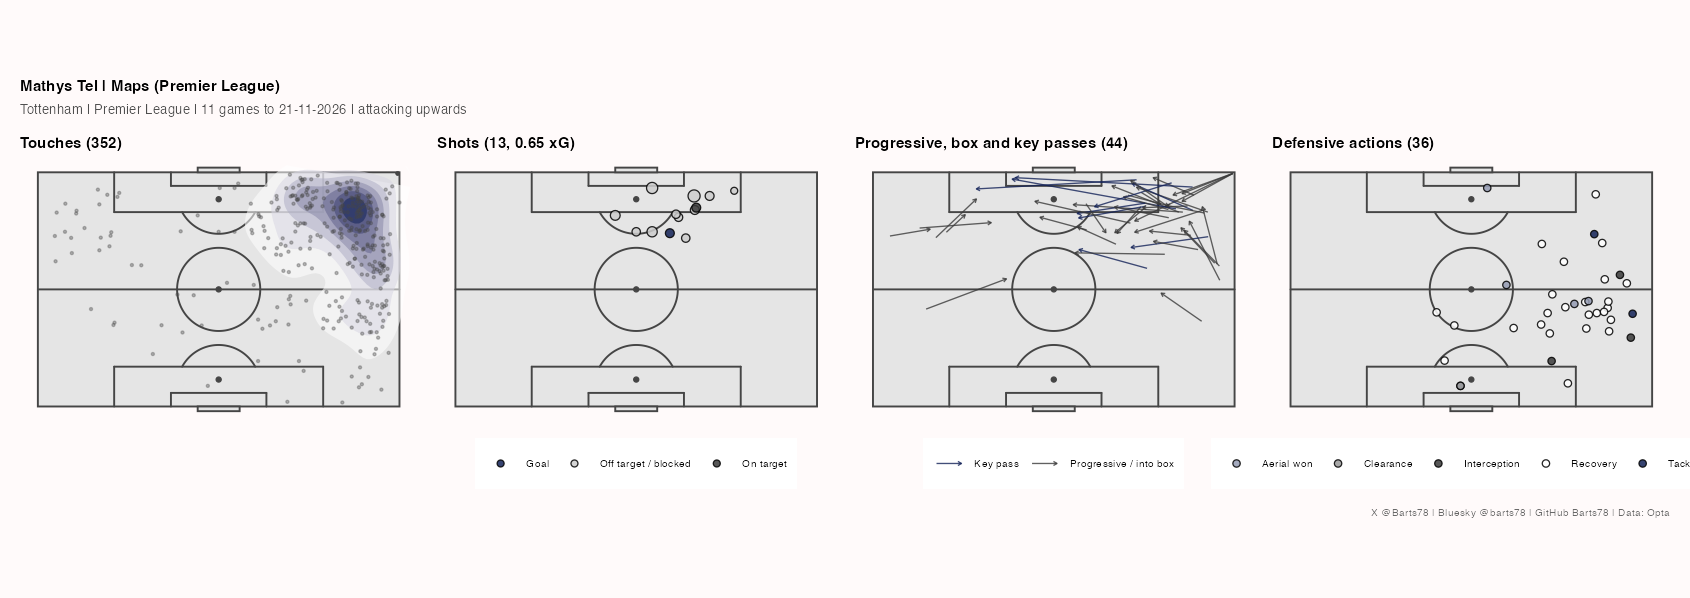 Mathys Tel | Maps (Premier League)
Tottenham | Premier League | 11 games to 21-11-2026 | attacking upwards
Touches (352)
Shots (13, 0.65 xG)
Progressive, box and key passes (44)
Defensive actions (36)
Goal
Off target / blocked
On target
Key pass
Progressive / into box
Aerial won
Clearance
Interception
Recovery
Tack
X @Barts78 | Bluesky @barts78 | GitHub Barts78 | Data: Opta